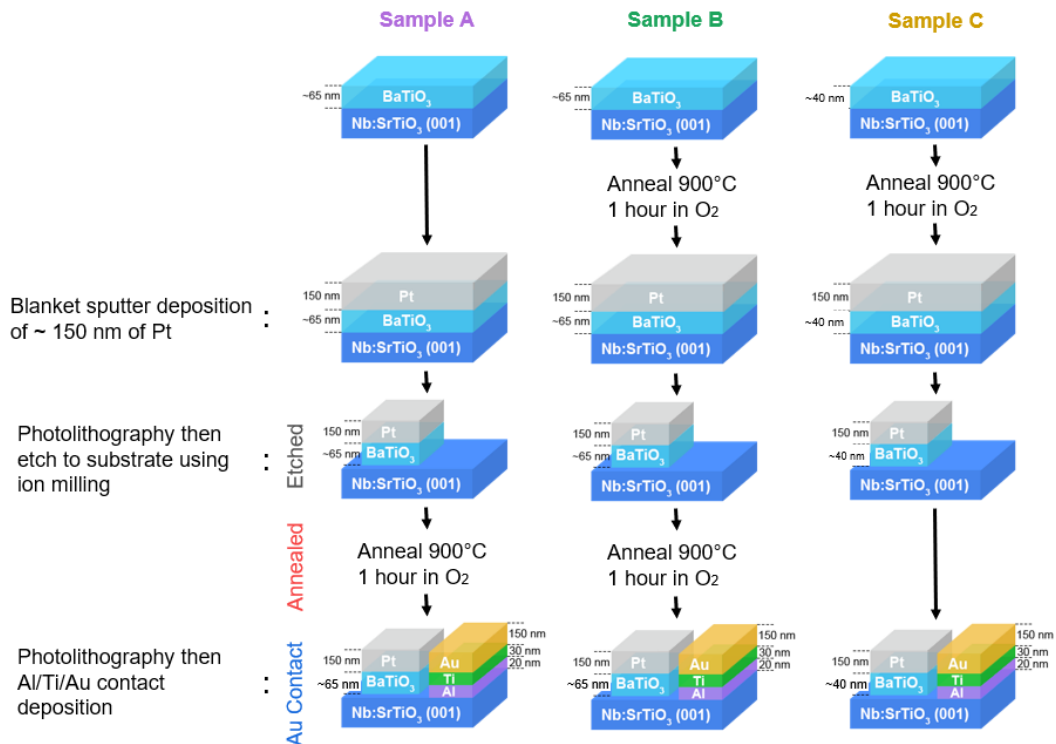 Sample A
Sample B
Sample C
~65 nm
BaTiO3
Nb:SrTiO3 (001)
~65 nm
BaTiO3
Nb:SrTiO3 (001)
~40 nm
BaTiO3
Nb:SrTiO3 (001)
Anneal 900°C
1 hour in O2
Anneal 900°C
1 hour in O2
Blanket sputter deposition
of ~ 150 nm of Pt
:
150 nm
Pt
~65 nm
BaTiO3
Nb:SrTiO3 (001)
150 nm
Pt
~65 nm
BaTiO3
Nb:SrTiO3 (001)
150 nm
Pt
~40 nm
BaTiO3
Nb:SrTiO3 (001)
Photolithography then
etch to substrate using
ion milling
:
Etched
150 nm
Pt
~65 nm
BaTiO3
Nb:SrTiO3 (001)
150 nm
Pt
~65 nm
BaTiO3
Nb:SrTiO3 (001)
150 nm
Pt
~40 nm
BaTiO3
Nb:SrTiO3 (001)
Annealed
Anneal 900°C
1 hour in O2
Anneal 900°C
1 hour in O2
Photolithography then
Al/Ti/Au contact
deposition
:
Au Contact
150 nm
30 nm
20 nm
150 nm
Pt
Au
~65 nm
BaTiO3
Ti
Al
Nb:SrTiO3 (001)
150 nm
30 nm
20 nm
150 nm
Pt
Au
~65 nm
BaTiO3
Ti
Al
Nb:SrTiO3 (001)
150 nm
30 nm
20 nm
150 nm
Pt
Au
~40 nm
BaTiO3
Ti
Al
Nb:SrTiO3 (001)